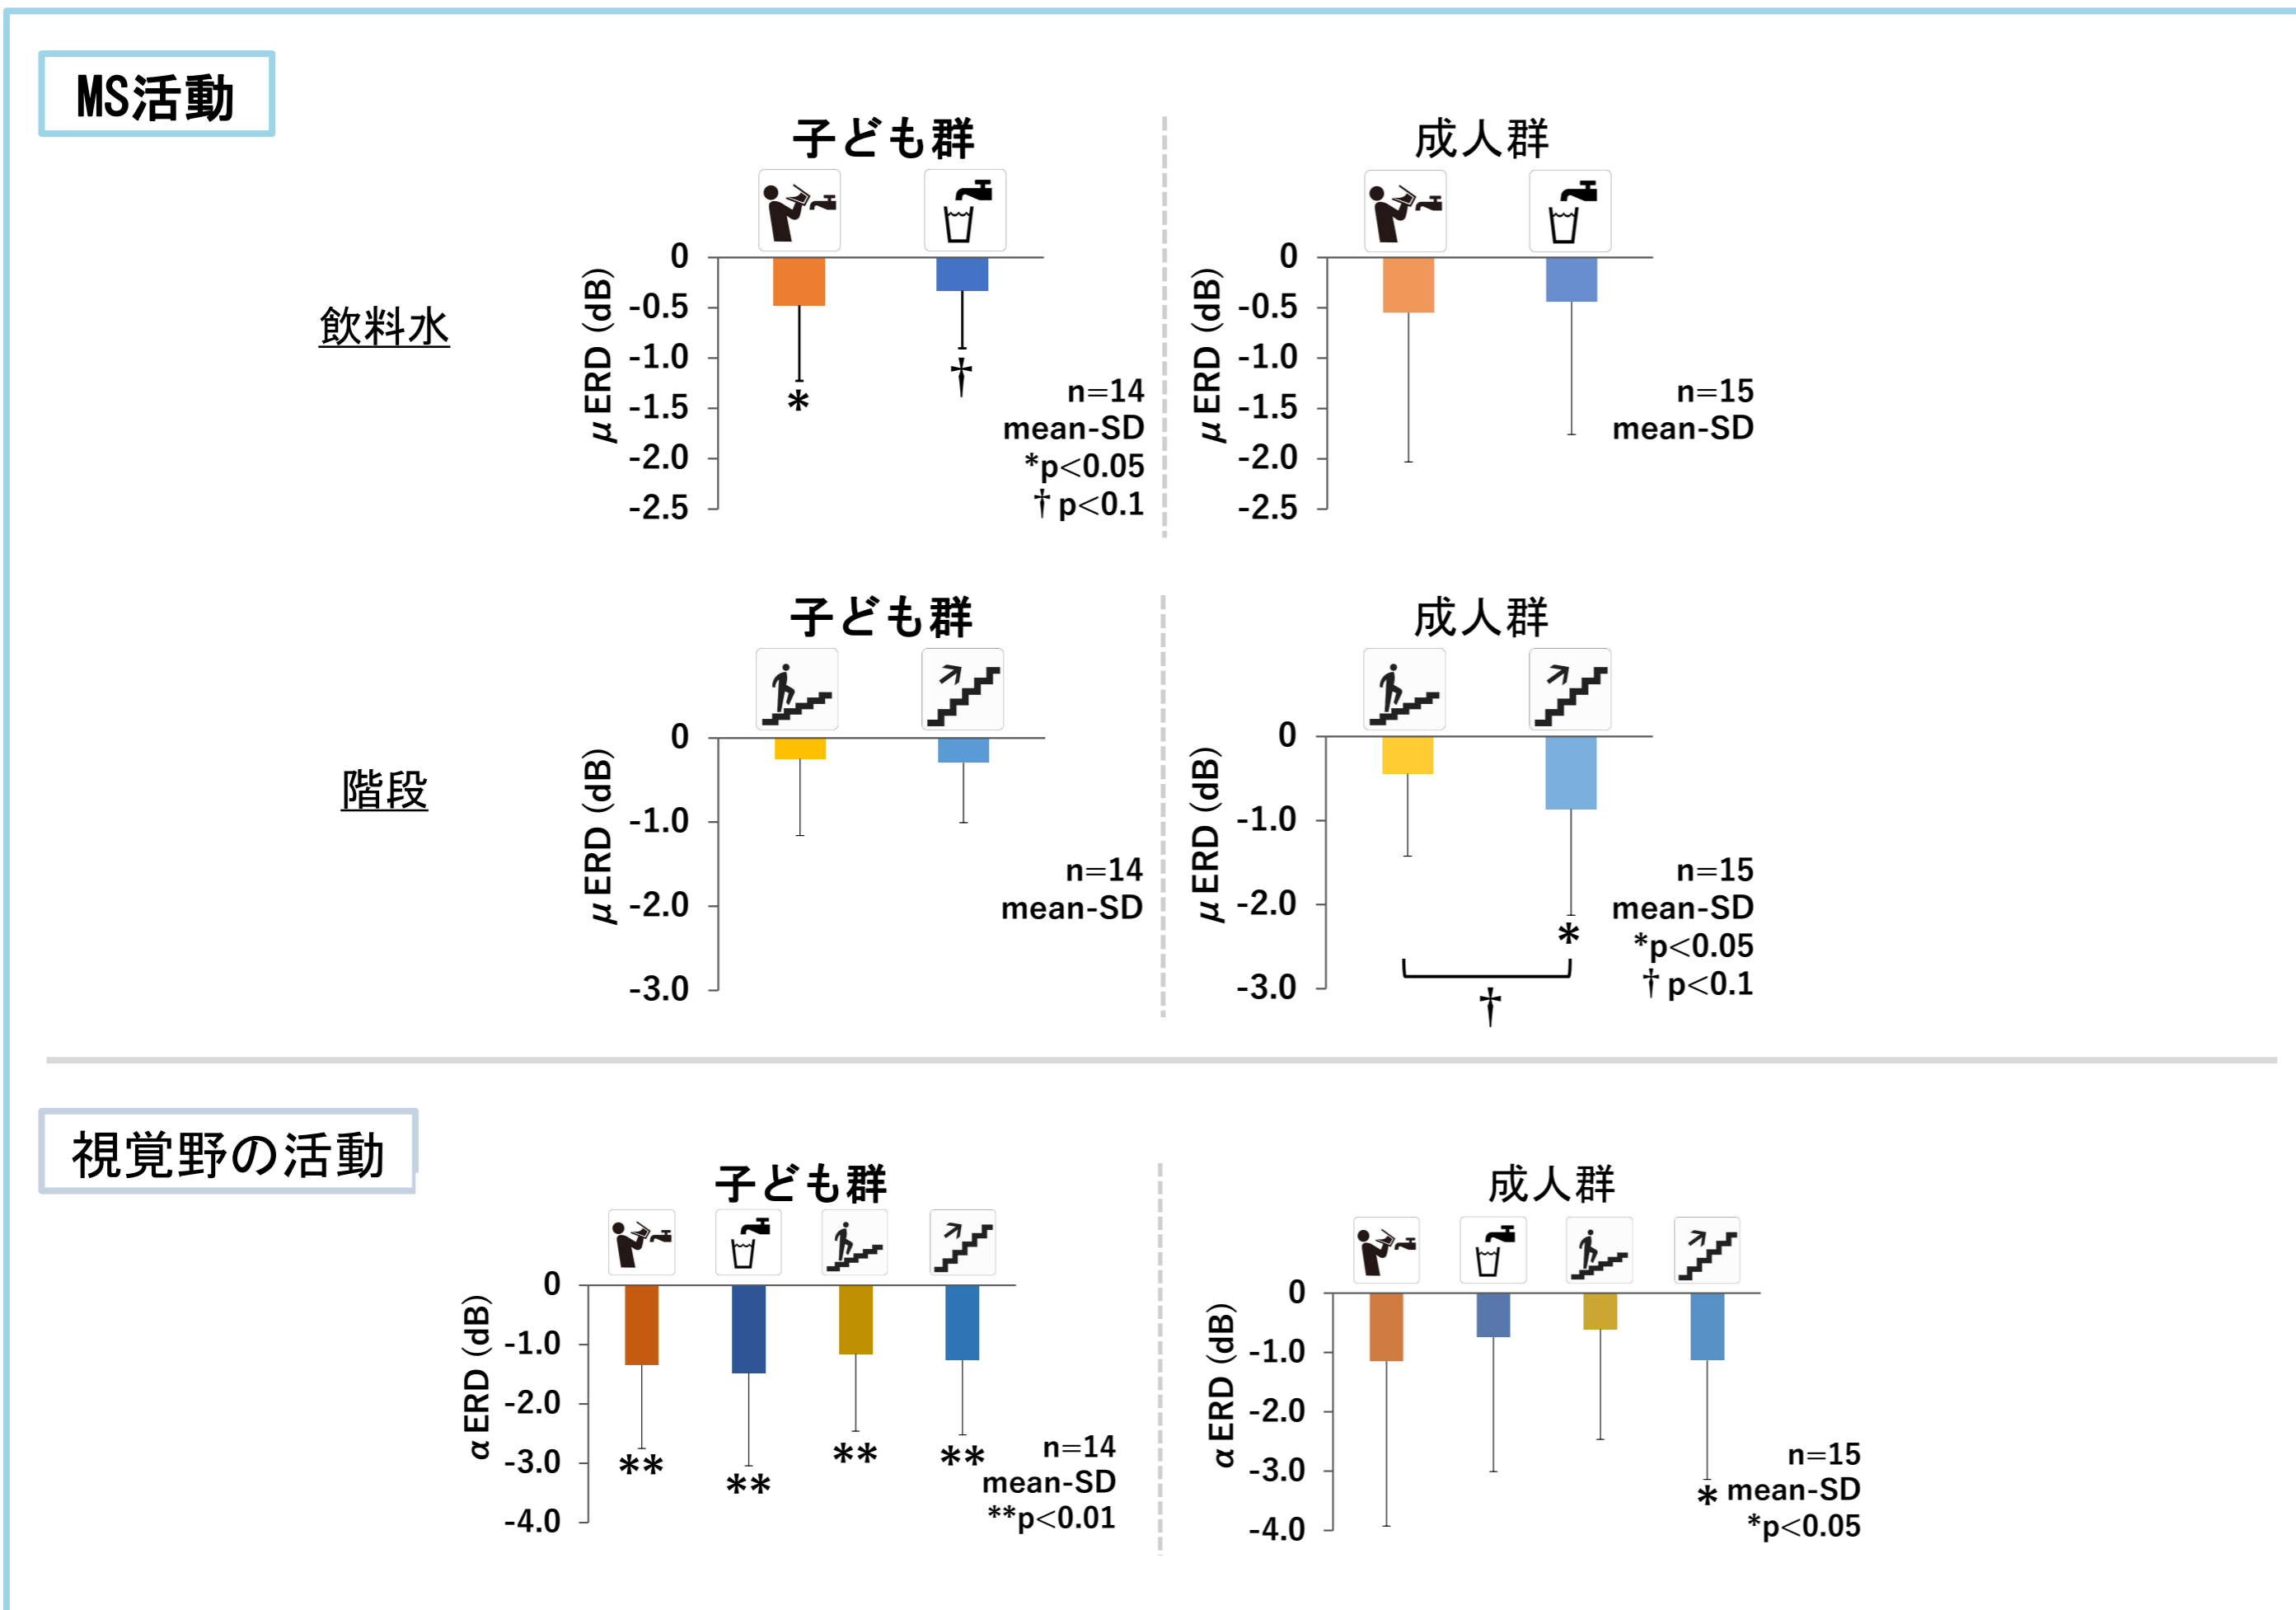 MS活動
子ども群
成人群
飲料水
μERD (dB)
0
-0.5
-1.0
-1.5
-2.0
-2.5
*
†
n=14
mean-SD
*p<0.05
†p<0.1
μERD (dB)
0
-0.5
-1.0
-1.5
-2.0
-2.5
n=15
mean-SD
子ども群
成人群
階段
μERD (dB)
0
-1.0
-2.0
-3.0
n=14
mean-SD
μERD (dB)
0
-1.0
-2.0
-3.0
*
†
n=15
mean-SD
*p<0.05
†p<0.1
視覚野の活動
子ども群
成人群
αERD (dB)
0
-1.0
-2.0
-3.0
-4.0
** ** ** **
n=14
mean-SD
**p<0.01
αERD (dB)
0
-1.0
-2.0
-3.0
-4.0
*
n=15
mean-SD
*p<0.05